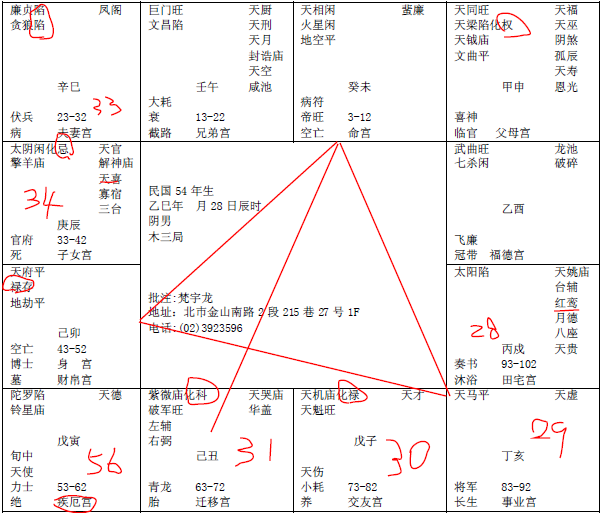 廉贞陷 凤阁
贪狼陷
辛巳
33
伏兵 23-32
病 夫妻宫
巨门旺 天厨
文昌陷 天刑
天月
封诰庙
天空
咸池
壬午
大耗
衰 13-22
截路 兄弟宫
天相闲 蜚廉
火星闲
地空平
癸未
病符
帝旺 3-12
空亡 命宫
天同旺 天福
天梁陷化权 天巫
天钺庙 阴煞
文曲平 孤辰
天寿
恩光
甲申
喜神
临官 父母宫
太阴闲化忌 天官
擎羊庙 解神庙
天喜
寡宿
三台
34
庚辰
官府 33-42
死 子女宫
民国 54 年生
乙巳年 月 28 日辰时
阴男
木三局
批注:梵宇龙
地址：北市金山南路 2 段 215 巷 27 号 1F
电话:(02)3923596
武曲旺 龙池
七杀闲 破碎
乙酉
飞廉
冠带 福德宫
天府平
禄存
地劫平
己卯
空亡 43-52
博士 身 宫
墓 财帛宫
太阳陷 天姚庙
台辅
红鸾
月德
八座
天贵
28
丙戌
奏书 93-102
沐浴 田宅宫
陀罗陷 天德
铃星庙
戊寅
旬中
天使
56
力士 53-62
绝 疾厄宫
紫微庙化科 天哭庙
破军旺 华盖
左辅
右弼
己丑
31
青龙 63-72
胎 迁移宫
天机庙化禄 天才
天魁旺
戊子
30
天伤
小耗 73-82
养 交友宫
天马平 天虚
29
丁亥
将军 83-92
长生 事业宫